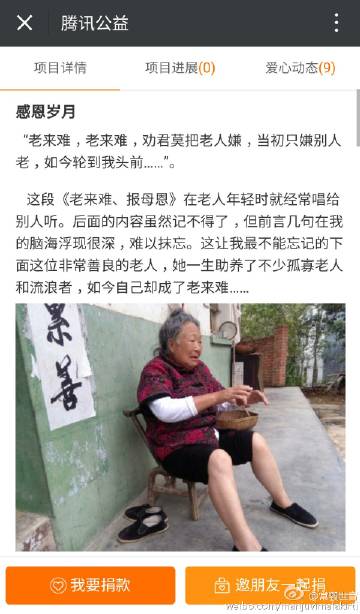 腾讯公益
项目详情 项目进展(0) 爱心动态(9)
感恩岁月
“老来难，老来难，劝君莫把老人嫌，当初只嫌别人
老，如今轮到我头前……”。
这段《老来难、报母恩》在老人年轻时就经常唱给
别人听。后面的内容虽然记不得了，但前言几句在我
的脑海浮现很深，难以抹忘。这让我最不能忘记的下
面这位非常善良的老人，她一生助养了不少孤寡老人
和流浪者，如今自己却成了老来难……
累
善
我要捐款 邀朋友一起捐